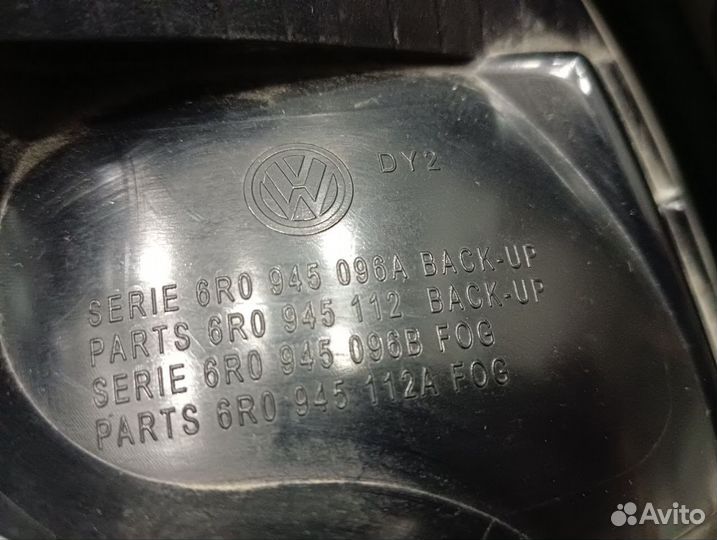 DY2
SERIE 6R0 945 096A BACK-UP
PARTS 6R0 945 112 BACK-UP
SERIE 6R0 945 096B FOG
PARTS 6R0 945 112A FOG
Avito